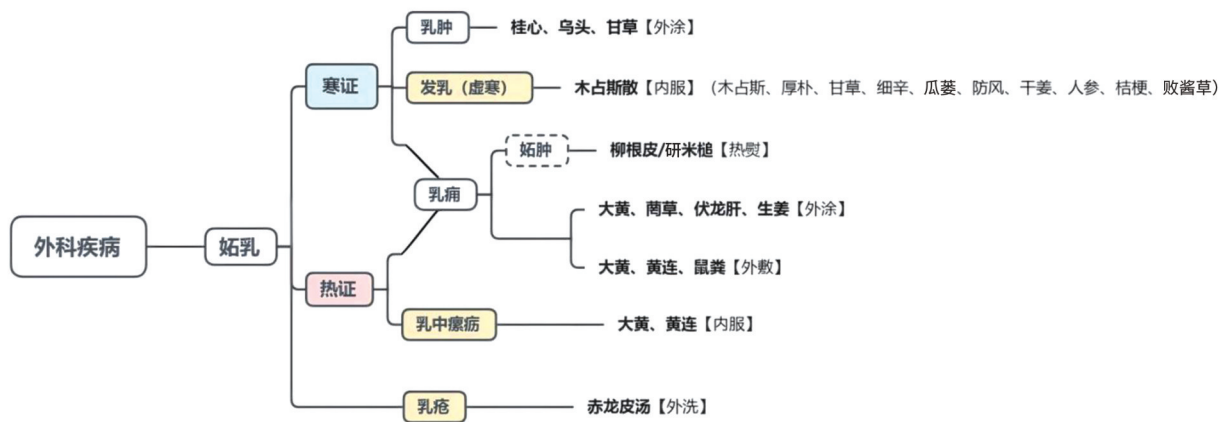 外科疾病
妬乳
寒证
乳肿
桂心、乌头、甘草【外涂】
发乳（虚寒）
木占斯散【内服】（木占斯、厚朴、甘草、细辛、瓜蒌、防风、干姜、人参、桔梗、败酱草）
乳痈
妬肿
柳根皮/研米槌【热熨】
大黄、茵草、伏龙肝、生姜【外涂】
大黄、黄连、鼠粪【外敷】
热证
乳中瘰疬
大黄、黄连【内服】
乳疮
赤龙皮汤【外洗】